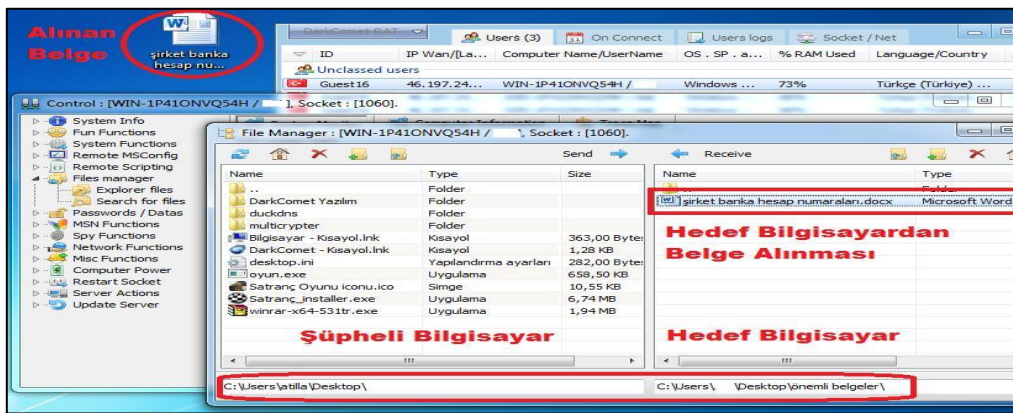 Alınan
Belge
şirket banka
hesap nu...
DarkComet-RAT
Users (3)
On Connect
Users logs
Socket / Net
ID
IP Wan/[La...
Computer Name/UserName
OS . SP . a...
% RAM Used
Language/Country
Unclassed users
Guest16
46.197.24...
WIN-1P41ONVQ54H /
Windows ...
73%
Türkçe (Türkiye) ...
Control : [WIN-1P41ONVQ54H /
], Socket : [1060].
System Info
Fun Functions
System Functions
Remote MSConfig
Remote Scripting
Files manager
Explorer files
Search for files
Passwords / Datas
MSN Functions
Spy Functions
Network Functions
Misc Functions
Computer Power
Restart Socket
Server Actions
Update Server
File Manager : [WIN-1P41ONVQ54H /
], Socket : [1060].
Send
Receive
Name
Type
Size
..
Folder
DarkComet Yazılım
Folder
duckdns
Folder
multicrypter
Folder
Bilgisayar - Kısayol.lnk
Kısayol
363,00 Bytes
DarkComet - Kısayol.lnk
Kısayol
1,28 KB
desktop.ini
Yapılandırma ayarları
282,00 Bytes
oyun.exe
Uygulama
658,50 KB
Satranç Oyunu iconu.ico
Simge
10,55 KB
Satranç_installer.exe
Uygulama
6,74 MB
winrar-x64-531tr.exe
Uygulama
1,94 MB
Name
Type
şirket banka hesap numaraları.docx
Microsoft Word
Hedef Bilgisayardan
Belge Alınması
Şüpheli Bilgisayar
Hedef Bilgisayar
C:\Users\atilla\Desktop\
C:\Users\
\Desktop\önemli belgeler\